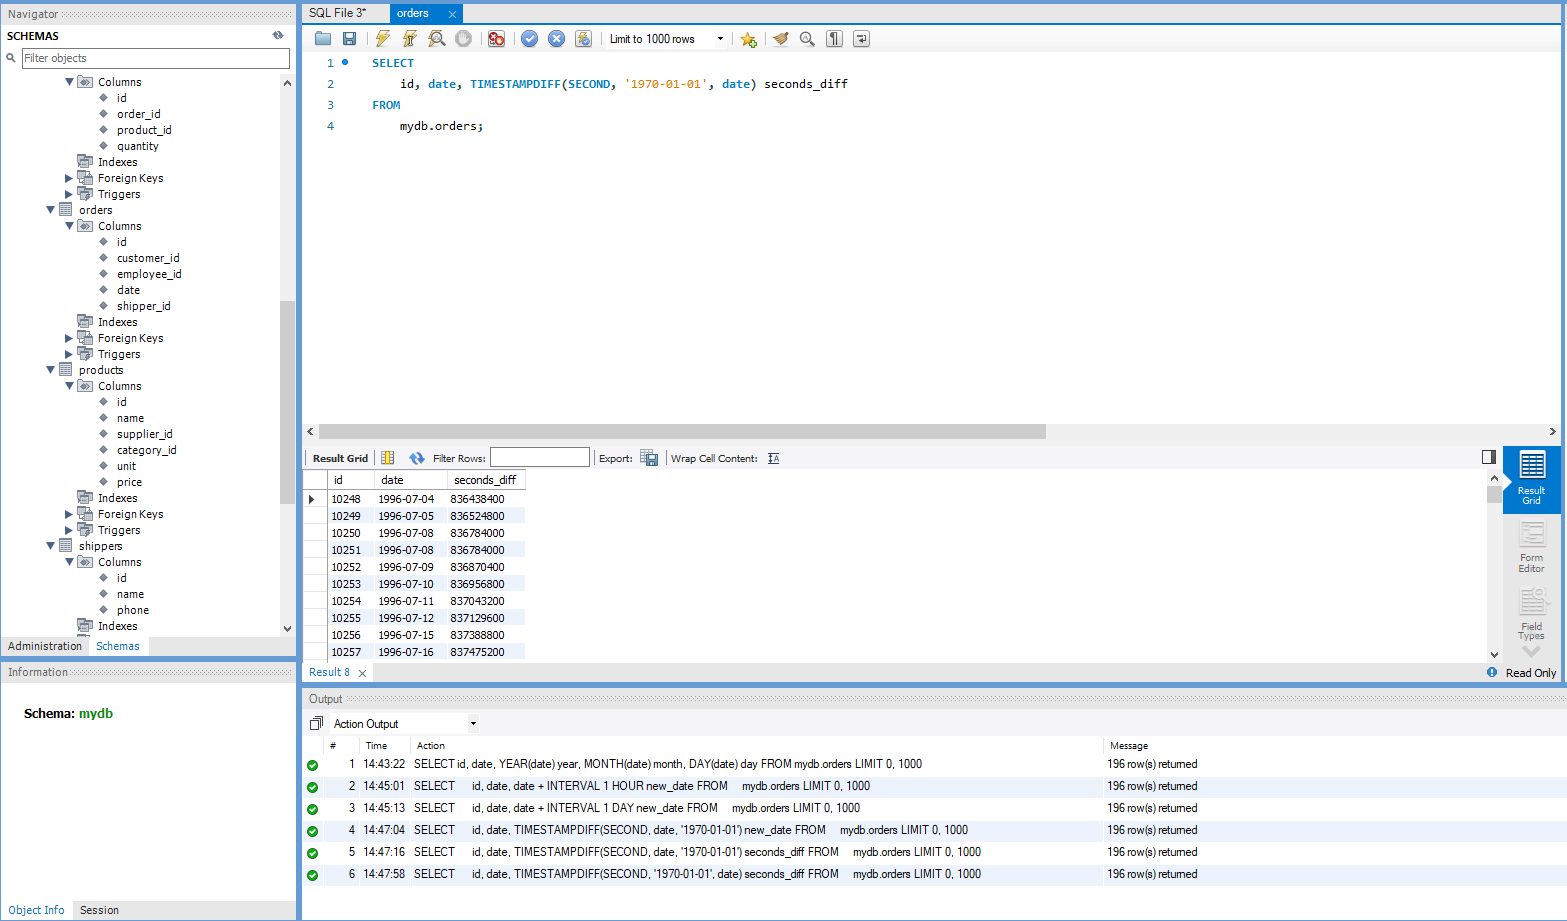 Navigator
SCHEMAS
Filter objects
Columns
id
order_id
product_id
quantity
Indexes
Foreign Keys
Triggers
orders
Columns
id
customer_id
employee_id
date
shipper_id
Indexes
Foreign Keys
Triggers
products
Columns
id
name
supplier_id
category_id
unit
price
Indexes
Foreign Keys
Triggers
shippers
Columns
id
name
phone
Indexes
Administration Schemas
Information
Schema: mydb
Object Info Session
SQL File 3* orders
Limit to 1000 rows
1 SELECT
2 id, date, TIMESTAMPDIFF(SECOND, '1970-01-01', date) seconds_diff
3 FROM
4 mydb.orders;
Result Grid Filter Rows: Export: Wrap Cell Content:
id date seconds_diff
10248 1996-07-04 836438400
10249 1996-07-05 836524800
10250 1996-07-08 836784000
10251 1996-07-08 836784000
10252 1996-07-09 836870400
10253 1996-07-10 836956800
10254 1996-07-11 837043200
10255 1996-07-12 837129600
10256 1996-07-15 837388800
10257 1996-07-16 837475200
Result Grid
Form Editor
Field Types
Result 8 Read Only
Output
Action Output
# Time Action Message
1 14:43:22 SELECT id, date, YEAR(date) year, MONTH(date) month, DAY(date) day FROM mydb.orders LIMIT 0, 1000 196 row(s) returned
2 14:45:01 SELECT id, date, date + INTERVAL 1 HOUR new_date FROM mydb.orders LIMIT 0, 1000 196 row(s) returned
3 14:45:13 SELECT id, date, date + INTERVAL 1 DAY new_date FROM mydb.orders LIMIT 0, 1000 196 row(s) returned
4 14:47:04 SELECT id, date, TIMESTAMPDIFF(SECOND, date, '1970-01-01') new_date FROM mydb.orders LIMIT 0, 1000 196 row(s) returned
5 14:47:16 SELECT id, date, TIMESTAMPDIFF(SECOND, date, '1970-01-01') seconds_diff FROM mydb.orders LIMIT 0, 1000 196 row(s) returned
6 14:47:58 SELECT id, date, TIMESTAMPDIFF(SECOND, '1970-01-01', date) seconds_diff FROM mydb.orders LIMIT 0, 1000 196 row(s) returned